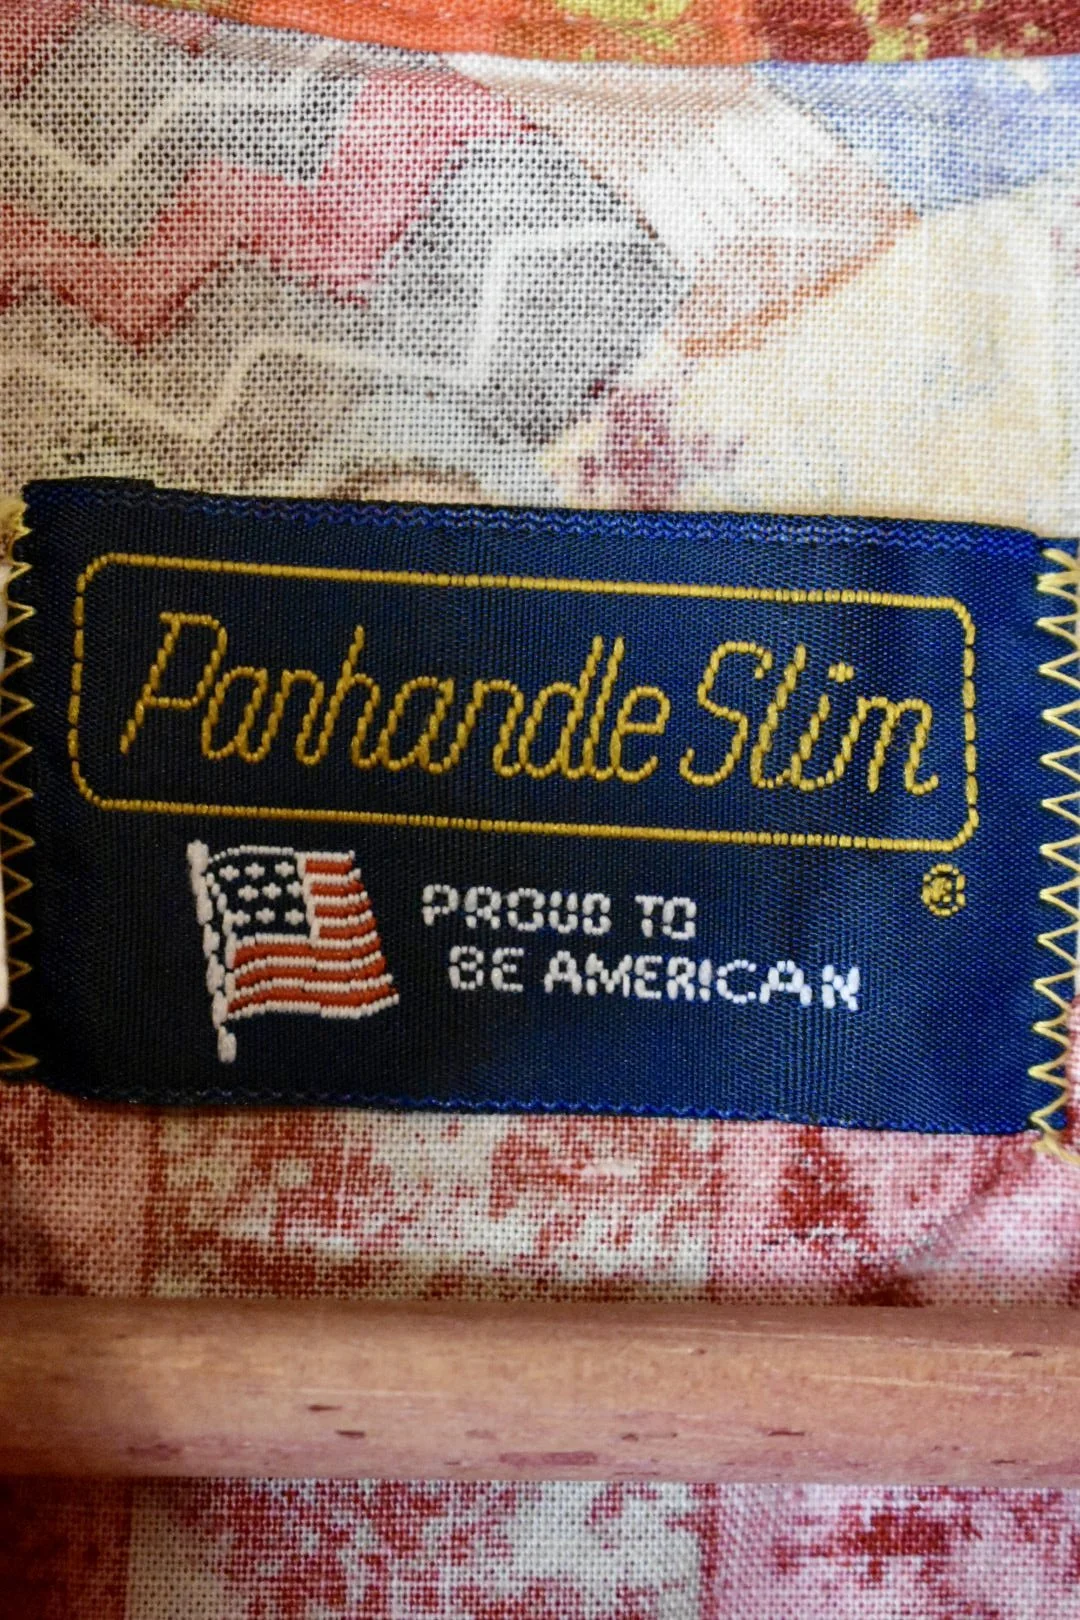 Panhandle Slim
®
PROUD TO
BE AMERICAN